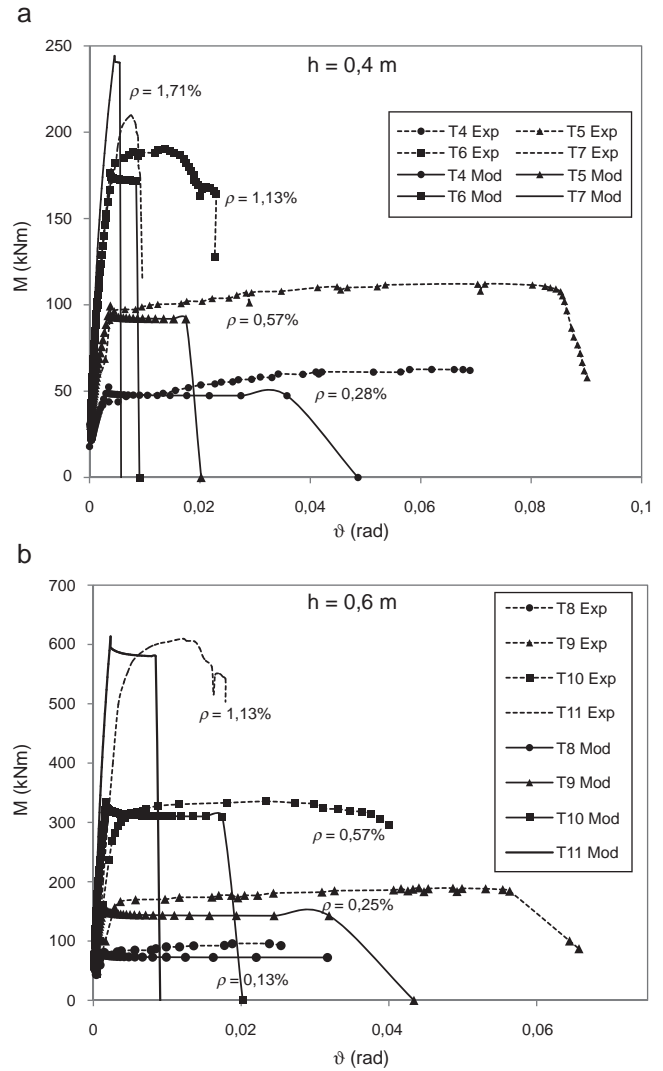 a
h = 0,4 m
250
200
150
100
50
0
M (kNm)
ρ = 1,71%
ρ = 1,13%
ρ = 0,57%
ρ = 0,28%
T4 Exp
T5 Exp
T6 Exp
T7 Exp
T4 Mod
T5 Mod
T6 Mod
T7 Mod
0
0,02
0,04
0,06
0,08
0,1
ϑ (rad)
b
h = 0,6 m
700
600
500
400
300
200
100
0
M (kNm)
ρ = 1,13%
ρ = 0,57%
ρ = 0,25%
ρ = 0,13%
T8 Exp
T9 Exp
T10 Exp
T11 Exp
T8 Mod
T9 Mod
T10 Mod
T11 Mod
0
0,02
0,04
0,06
ϑ (rad)